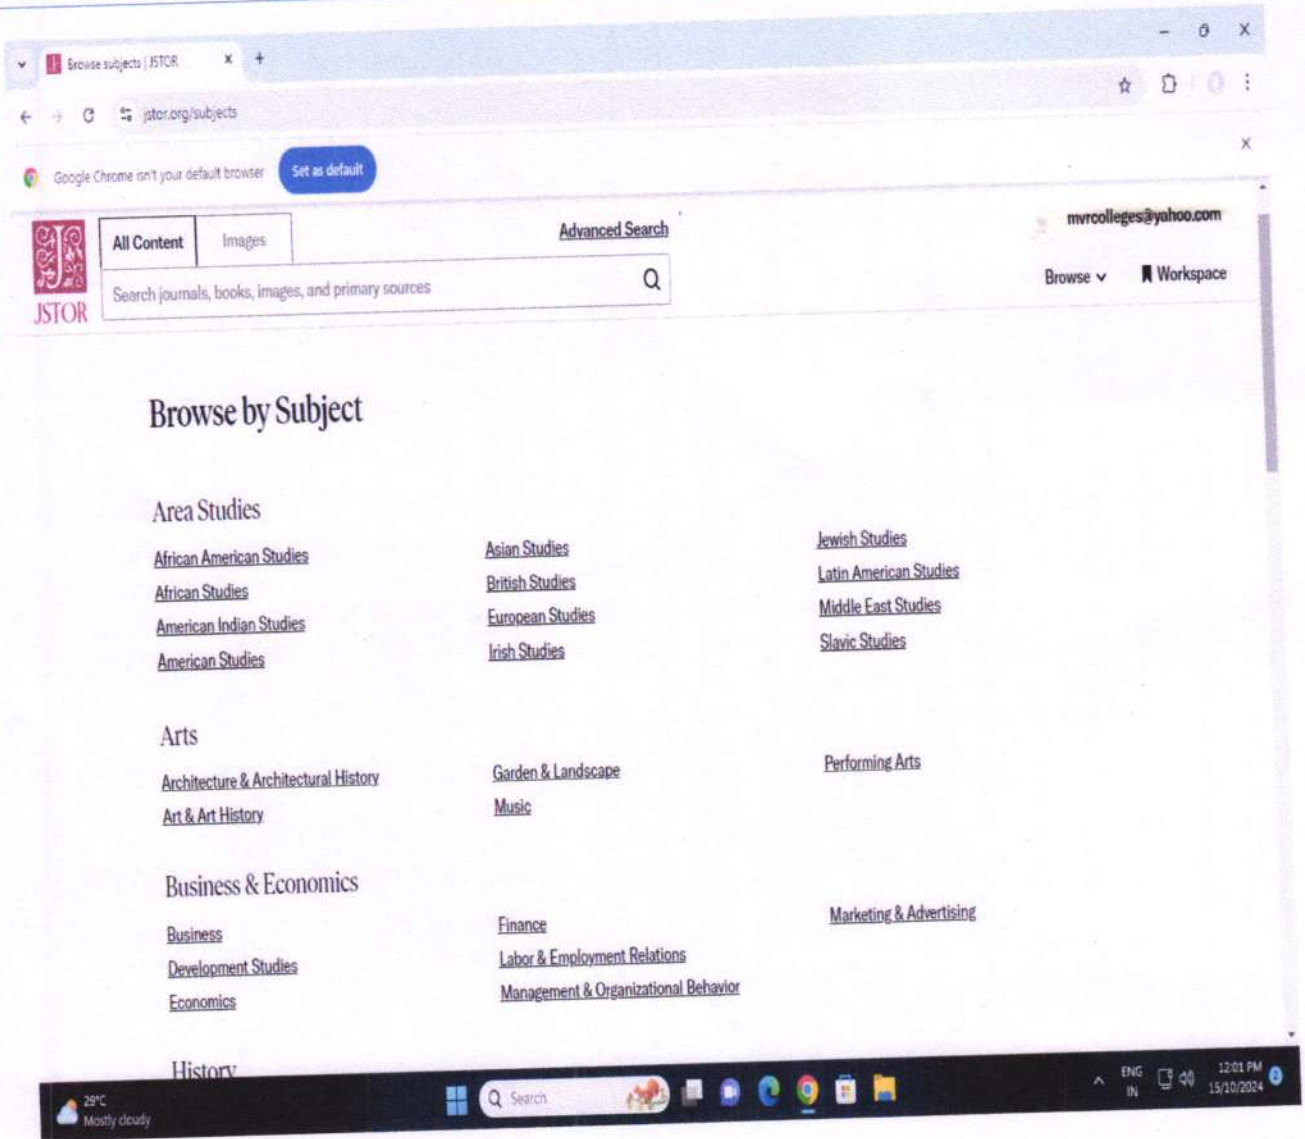 Browse subjects | JSTOR
jstor.org/subjects
Google Chrome isn't your default browser Set as default
All Content Images Advanced Search mvrcolleges@yahoo.com
Search journals, books, images, and primary sources Browse Workspace
JSTOR
Browse by Subject
Area Studies
African American Studies Asian Studies Jewish Studies
African Studies British Studies Latin American Studies
American Indian Studies European Studies Middle East Studies
American Studies Irish Studies Slavic Studies
Arts
Architecture & Architectural History Garden & Landscape Performing Arts
Art & Art History Music
Business & Economics
Business Finance Marketing & Advertising
Development Studies Labor & Employment Relations
Economics Management & Organizational Behavior
History
29°C Search ENG 12:01 PM
Mostly cloudy IN 15/10/2024 2